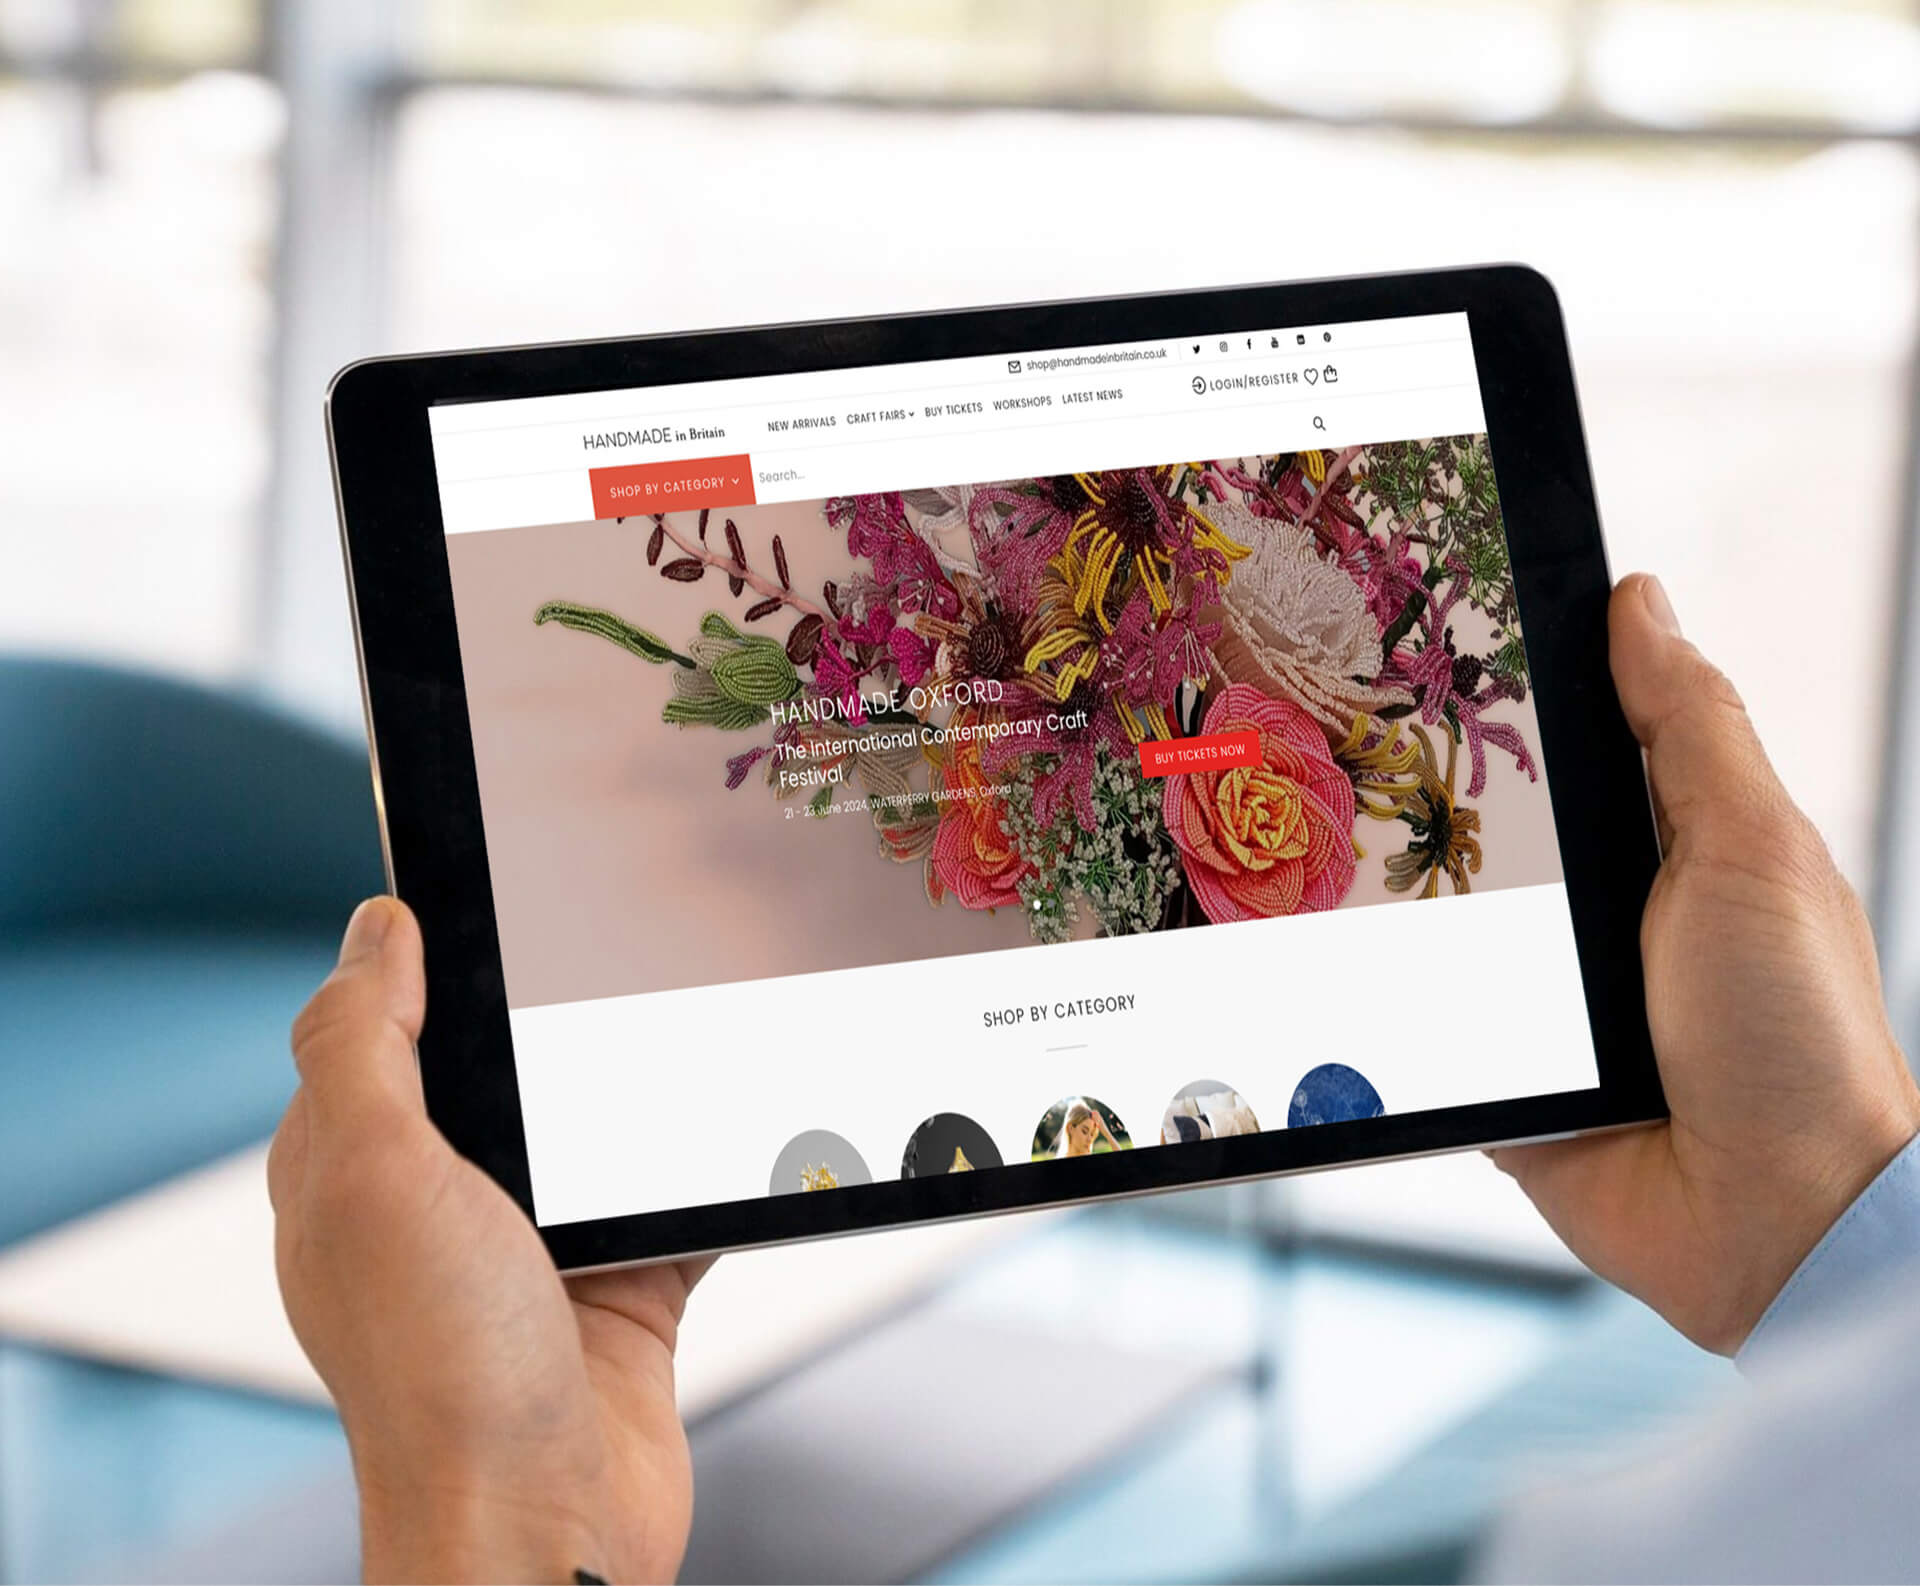 shop@handmadeinbritain.co.uk
HANDMADE in Britain
NEW ARRIVALS CRAFT FAIRS BUY TICKETS WORKSHOPS LATEST NEWS
LOGIN/REGISTER
SHOP BY CATEGORY
Search...
HANDMADE OXFORD
The International Contemporary Craft
Festival
21 - 23 June 2024, WATERPERRY GARDENS, Oxford
BUY TICKETS NOW
SHOP BY CATEGORY